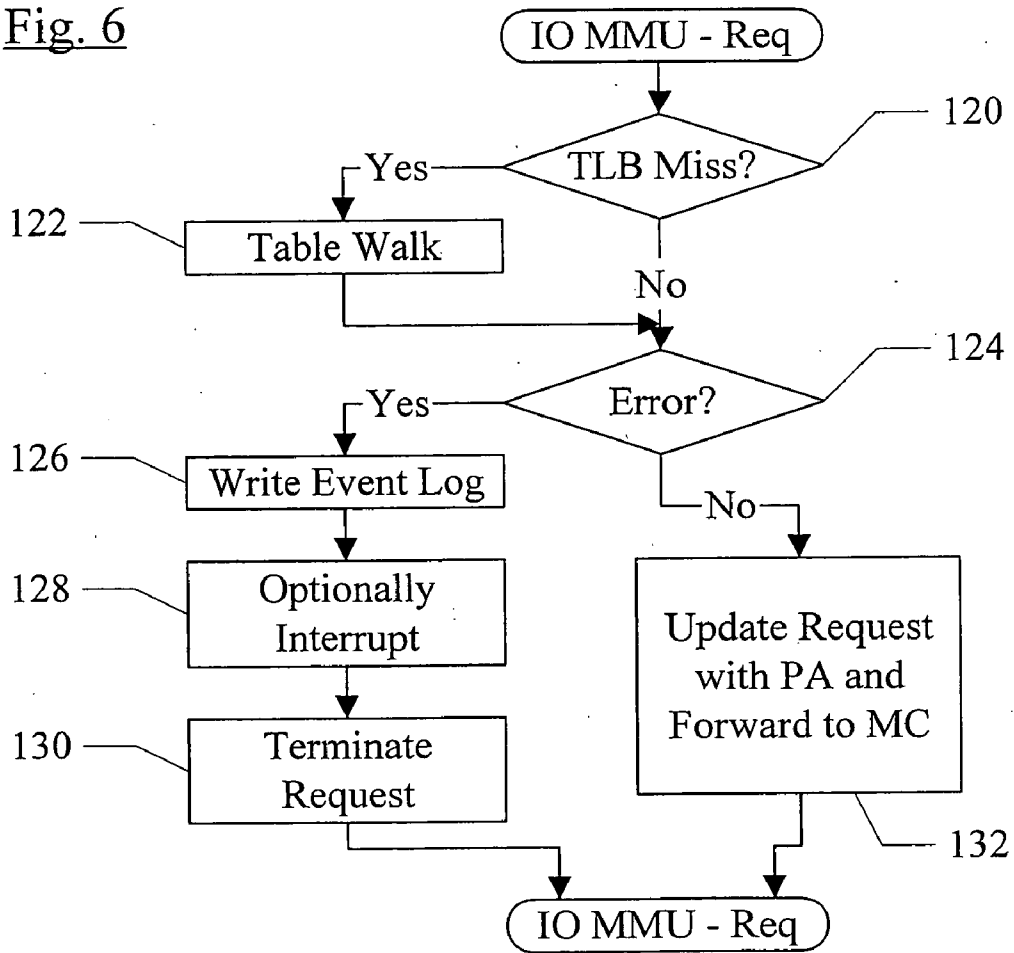 Fig. 6
IO MMU - Req
120
TLB Miss?
Yes
122
Table Walk
No
124
Error?
Yes
126
Write Event Log
No
128
Optionally
Interrupt
Update Request
with PA and
Forward to MC
130
Terminate
Request
132
IO MMU - Req